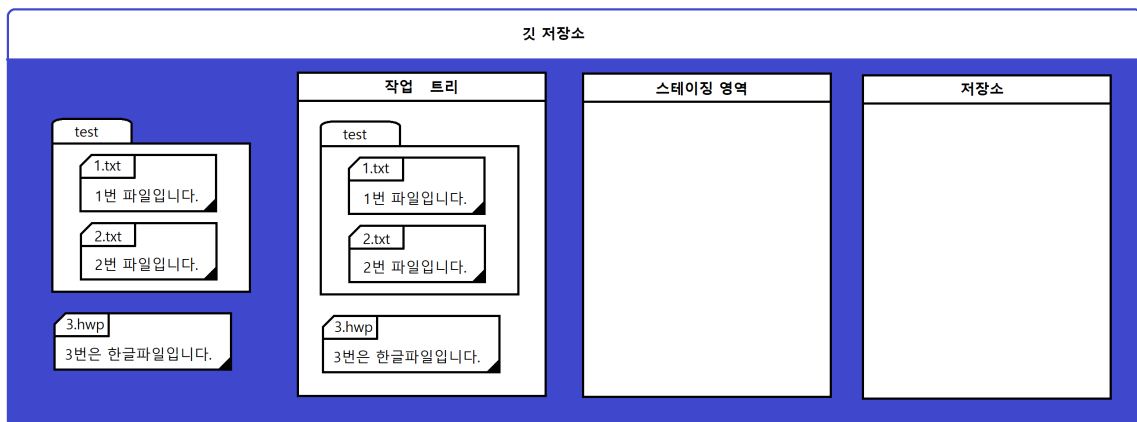 깃 저장소
test
1.txt
1번 파일입니다.
2.txt
2번 파일입니다.
3.hwp
3번은 한글파일입니다.
작업 트리
test
1.txt
1번 파일입니다.
2.txt
2번 파일입니다.
3.hwp
3번은 한글파일입니다.
스테이징 영역
저장소